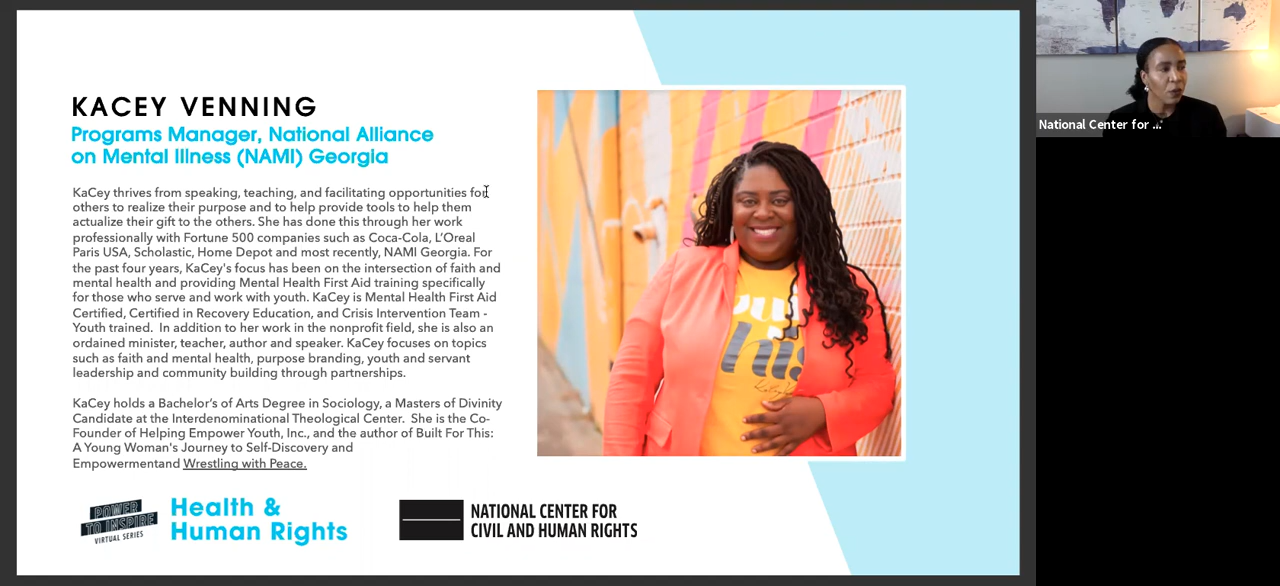 KACEY VENNING
Programs Manager, National Alliance
on Mental Illness (NAMI) Georgia
KaCey thrives from speaking, teaching, and facilitating opportunities for
others to realize their purpose and to help provide tools to help them
actualize their gift to the others. She has done this through her work
professionally with Fortune 500 companies such as Coca-Cola, L'Oreal
Paris USA, Scholastic, Home Depot and most recently, NAMI Georgia. For
the past four years, KaCey's focus has been on the intersection of faith and
mental health and providing Mental Health First Aid training specifically
for those who serve and work with youth. KaCey is Mental Health First Aid
Certified, Certified in Recovery Education, and Crisis Intervention Team -
Youth trained. In addition to her work in the nonprofit field, she is also an
ordained minister, teacher, author and speaker. KaCey focuses on topics
such as faith and mental health, purpose branding, youth and servant
leadership and community building through partnerships.
KaCey holds a Bachelor's of Arts Degree in Sociology, a Masters of Divinity
Candidate at the Interdenominational Theological Center. She is the Co-
Founder of Helping Empower Youth, Inc., and the author of Built For This:
A Young Woman's Journey to Self-Discovery and
Empowermentand Wrestling with Peace.
POWER
TO INSPIRE
VIRTUAL SERIES
Health &
Human Rights
NATIONAL CENTER FOR
CIVIL AND HUMAN RIGHTS
National Center for ...